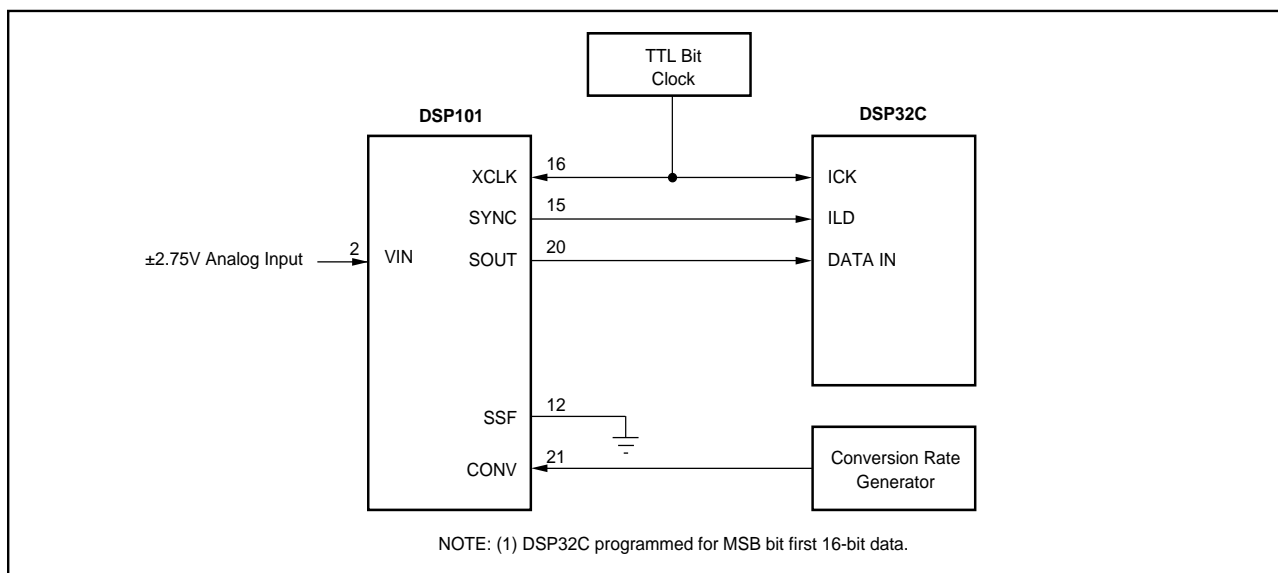 TTL Bit
Clock
DSP101
DSP32C
XCLK
16
ICK
SYNC
15
ILD
±2.75V Analog Input
2
VIN
SOUT
20
DATA IN
SSF
12
CONV
21
Conversion Rate
Generator
NOTE: (1) DSP32C programmed for MSB bit first 16-bit data.